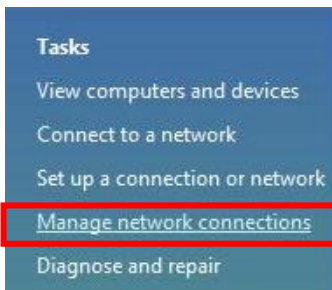 Tasks
View computers and devices
Connect to a network
Set up a connection or network
Manage network connections
Diagnose and repair